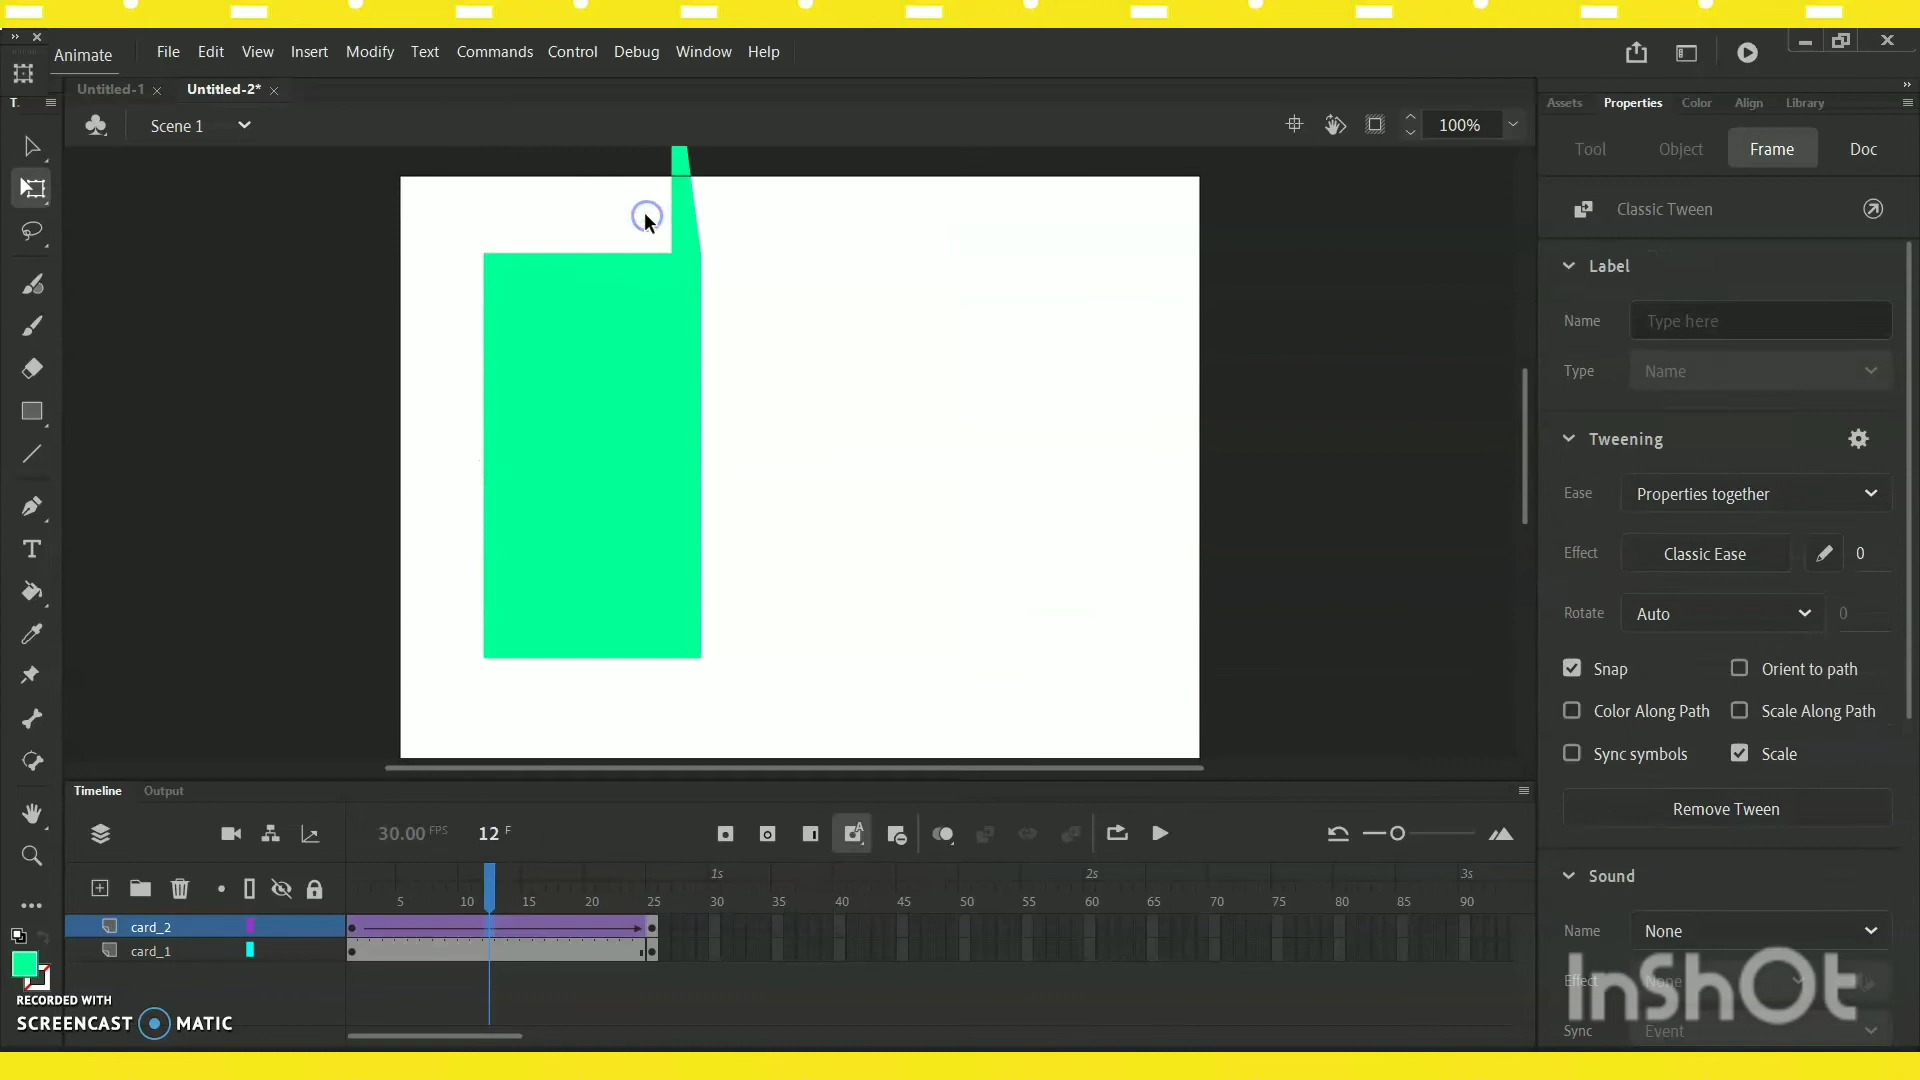 Animate
File Edit View Insert Modify Text Commands Control Debug Window Help
Untitled-1
Untitled-2*
T.
Assets Properties Color Align Library
Scene 1
100%
Tool Object Frame Doc
Classic Tween
Label
Name Type here
Type Name
Tweening
Ease Properties together
Effect Classic Ease 0
Rotate Auto 0
Snap Orient to path
Color Along Path Scale Along Path
Sync symbols Scale
Remove Tween
Sound
Name None
Effect None
Sync Event
Timeline Output
30.00 FPS 12 F
1s 2s 3s
5 10 15 20 25 30 35 40 45 50 55 60 65 70 75 80 85 90
card_2
card_1
RECORDED WITH
SCREENCAST MATIC
InShOt